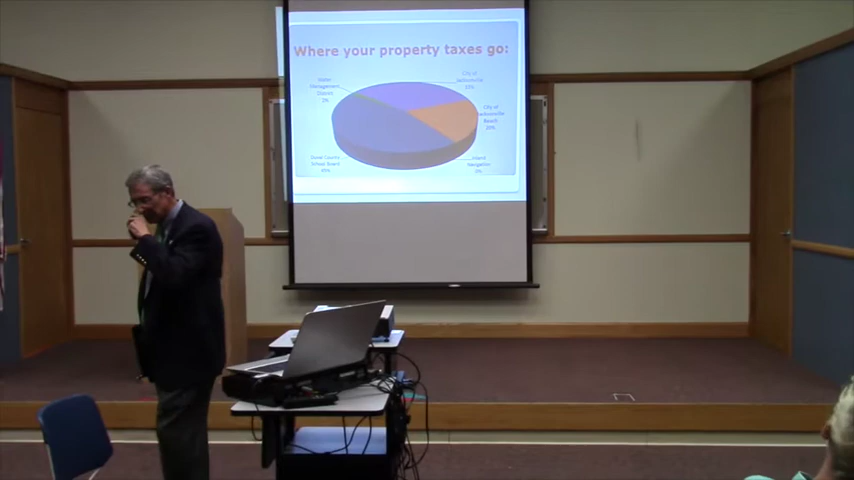 Where your property taxes go:
Water
Management
District
2%
City of
Jacksonville
City of
Jacksonville
Beach
Duval County
School Board
Inland
Navigation